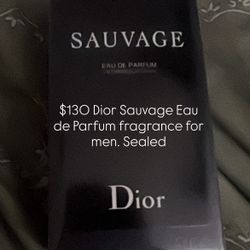 SAUVAGE
EAU DE PARFUM
$130 Dior Sauvage Eau
de Parfum fragrance for
men. Sealed
Dior